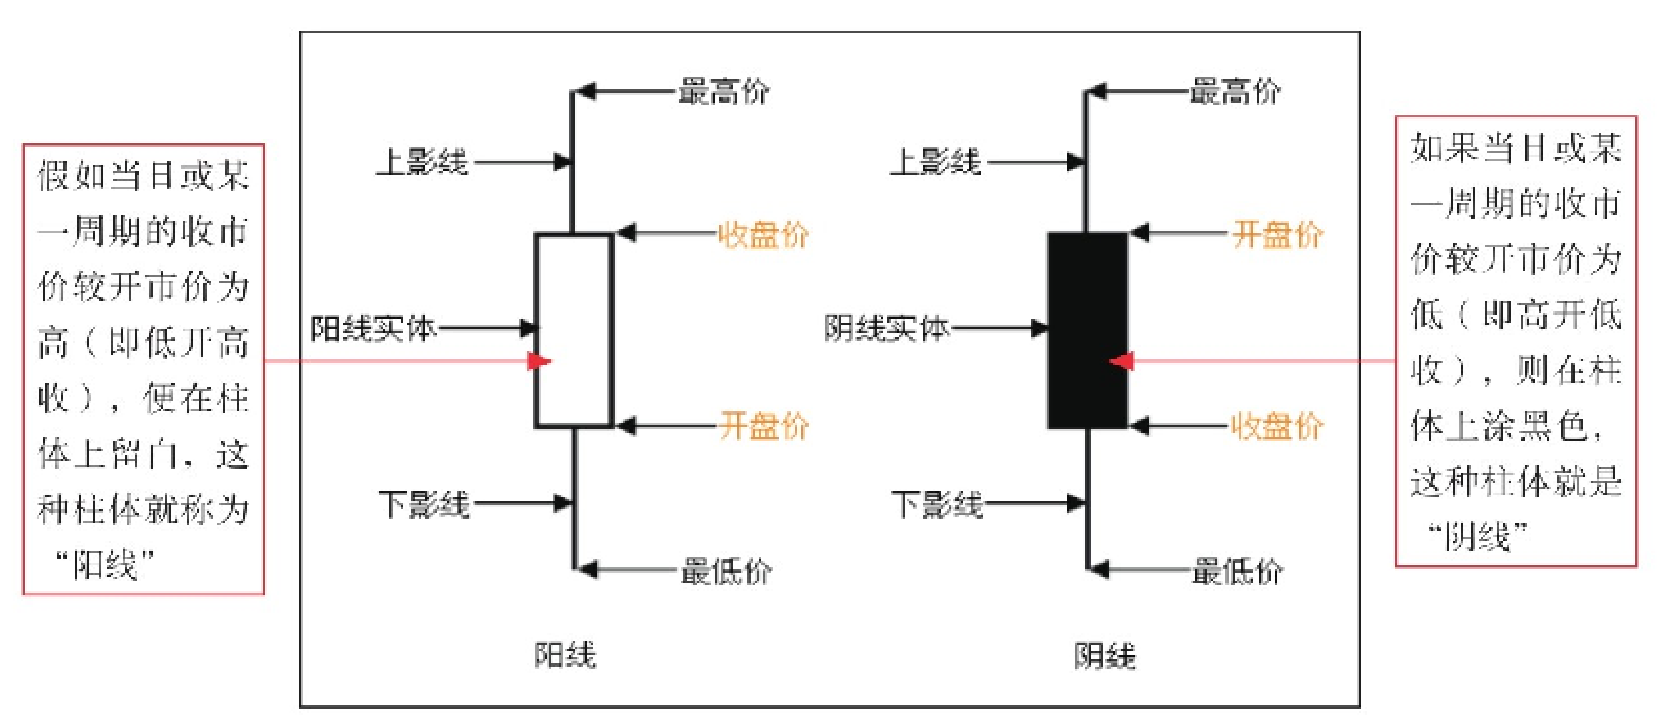 假如当日或某
一周期的收市
价较开市价为
高（即低开高
收），便在柱
体上留白，这
种柱体就称为
“阳线”
最高价
上影线
收盘价
阳线实体
开盘价
下影线
最低价
阳线
最高价
上影线
开盘价
阴线实体
收盘价
下影线
最低价
阴线
如果当日或某
一周期的收市
价较开市价为
低（即高开低
收），则在柱
体上涂黑色，
这种柱体就是
“阴线”